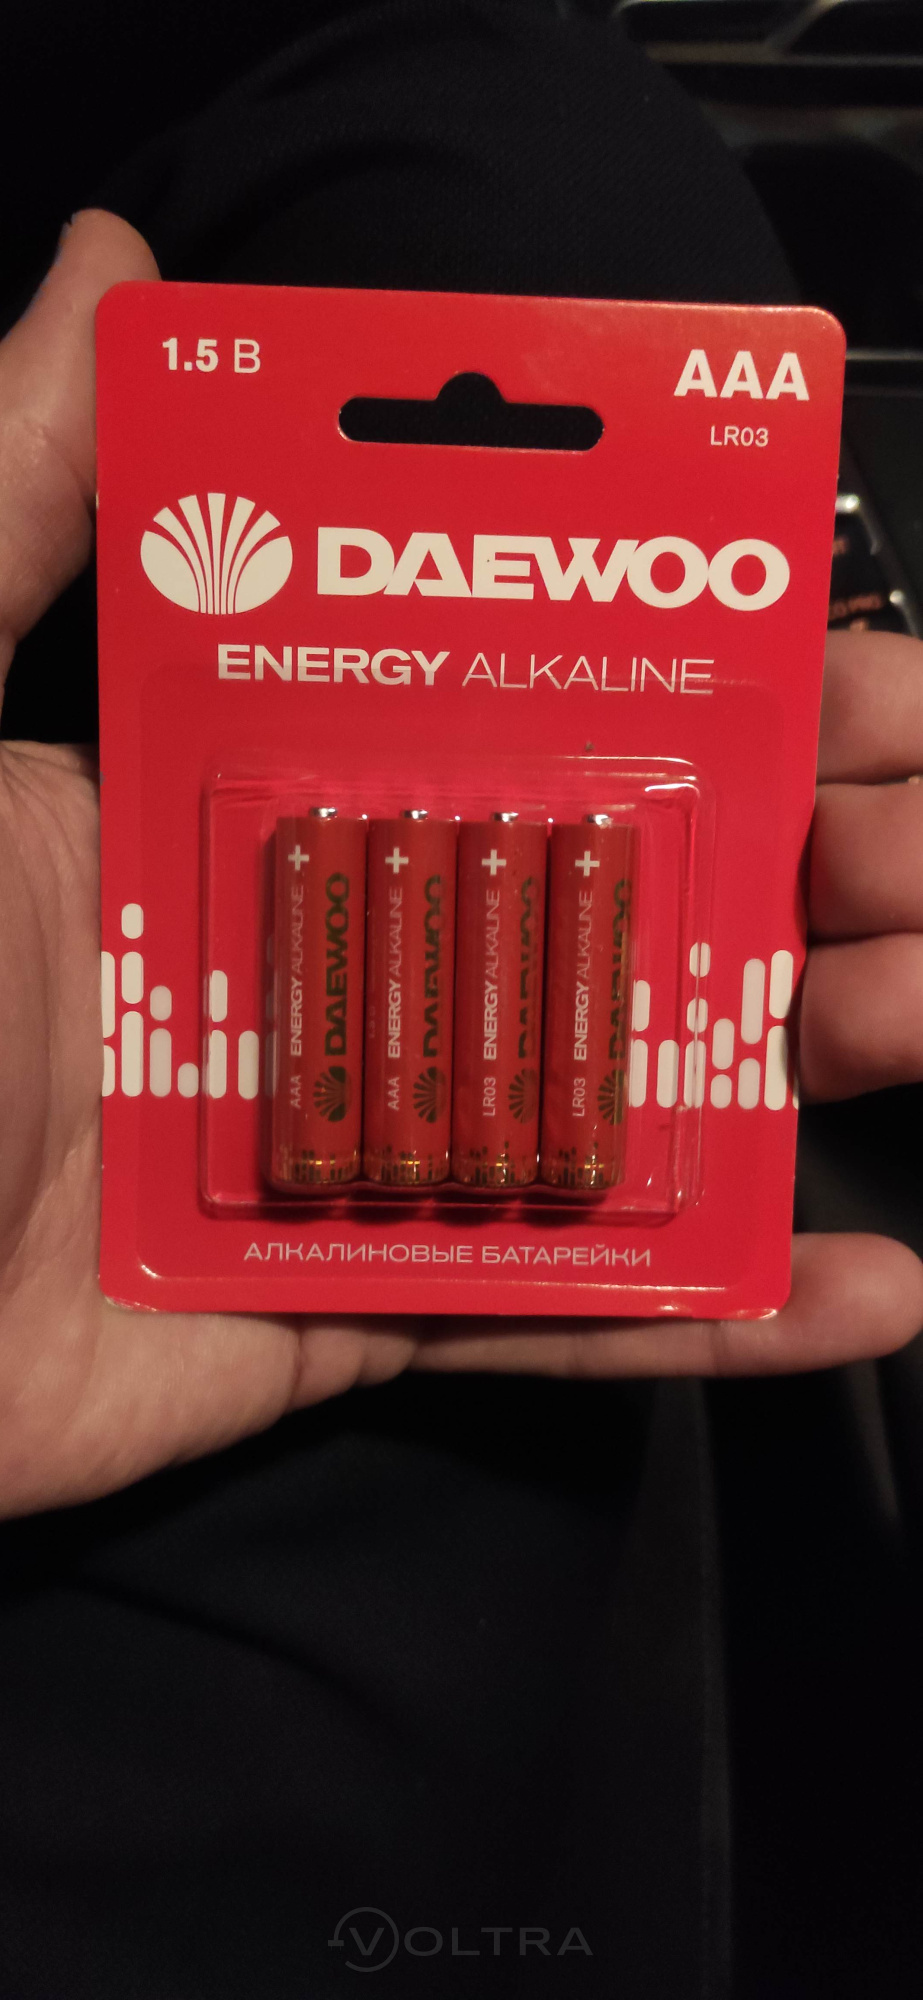 1.5 В
AAA
LR03
DAEWOO
ENERGY ALKALINE
+
AAA ENERGY ALKALINE
DAEWOO
+
AAA ENERGY ALKALINE
DAEWOO
+
LR03 ENERGY ALKALINE
DAEWOO
+
LR03 ENERGY ALKALINE
DAEWOO
АЛКАЛИНОВЫЕ БАТАРЕЙКИ
VOLTRA